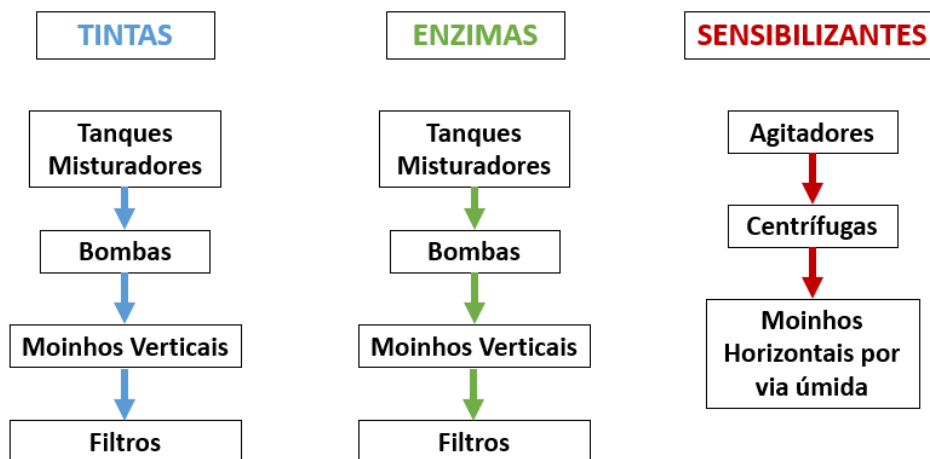 TINTAS
Tanques
Misturadores
Bombas
Moinhos Verticais
Filtros
ENZIMAS
Tanques
Misturadores
Bombas
Moinhos Verticais
Filtros
SENSIBILIZANTES
Agitadores
Centrífugas
Moinhos
Horizontais por
via úmida